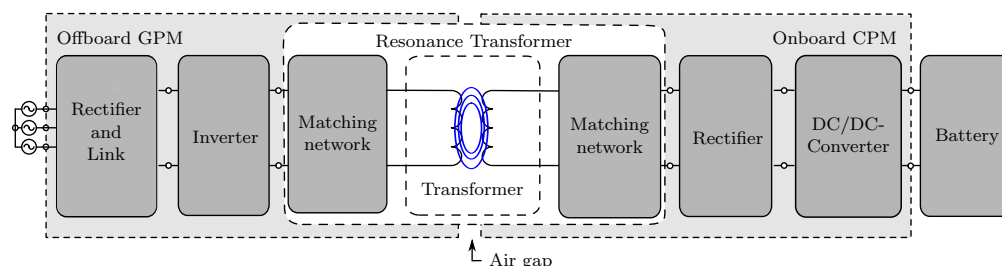 Offboard GPM
Resonance Transformer
Onboard CPM
Rectifier
and
Link
Inverter
Matching
network
Transformer
Matching
network
Rectifier
DC/DC-
Converter
Battery
Air gap